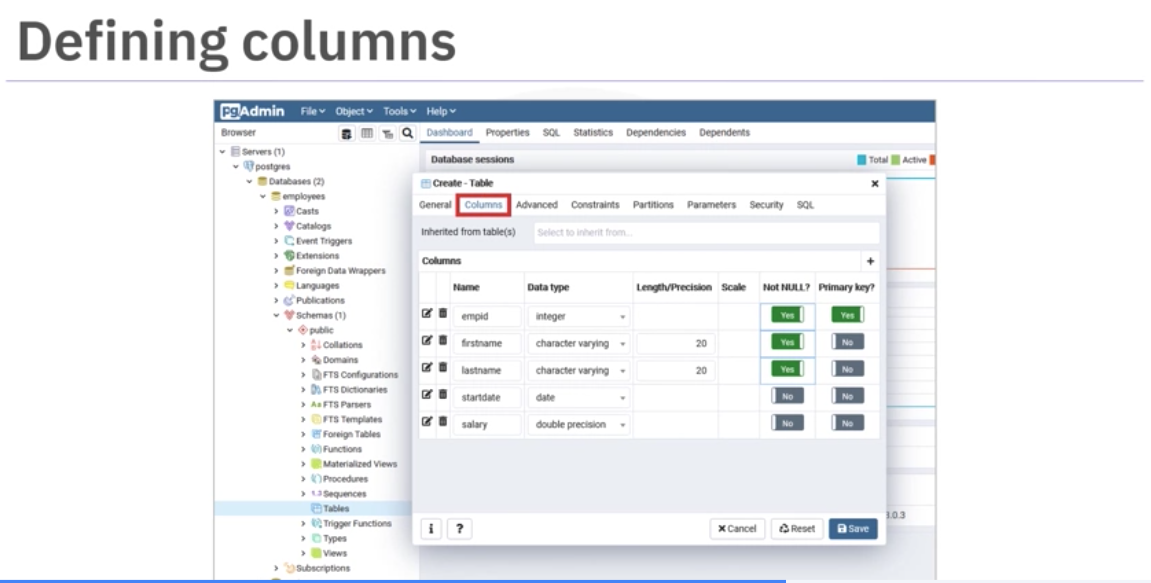 Defining columns
pgAdmin File Object Tools Help
Browser
Dashboard Properties SQL Statistics Dependencies Dependents
Servers (1)
postgres
Databases (2)
employees
Casts
Catalogs
Event Triggers
Extensions
Foreign Data Wrappers
Languages
Publications
Schemas (1)
public
Collations
Domains
FTS Configurations
FTS Dictionaries
FTS Parsers
FTS Templates
Foreign Tables
Functions
Materialized Views
Procedures
1..3 Sequences
Tables
Trigger Functions
Types
Views
Subscriptions
Database sessions
Total Active
Create - Table
General Columns Advanced Constraints Partitions Parameters Security SQL
Inherited from table(s) Select to inherit from...
Columns
Name Data type Length/Precision Scale Not NULL? Primary key?
empid integer Yes Yes
firstname character varying 20 Yes No
lastname character varying 20 Yes No
startdate date No No
salary double precision No No
i ? Cancel Reset Save
.0.3